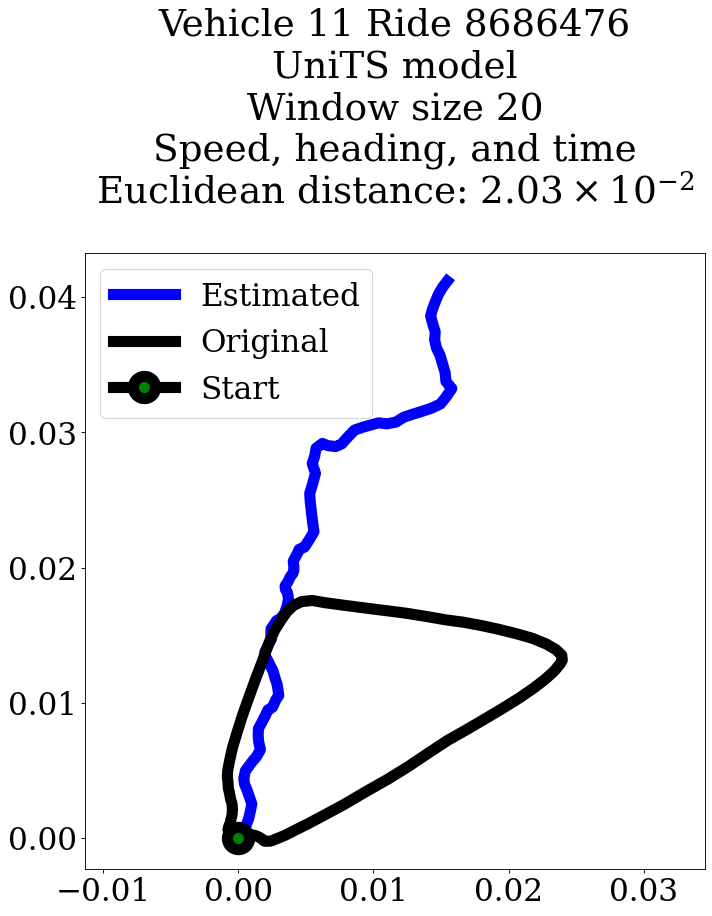 Vehicle 11 Ride 8686476
UniTS model
Window size 20
Speed, heading, and time
Euclidean distance: 2.03 × 10⁻²
Estimated
Original
Start
0.04
0.03
0.02
0.01
0.00
−0.01 0.00 0.01 0.02 0.03